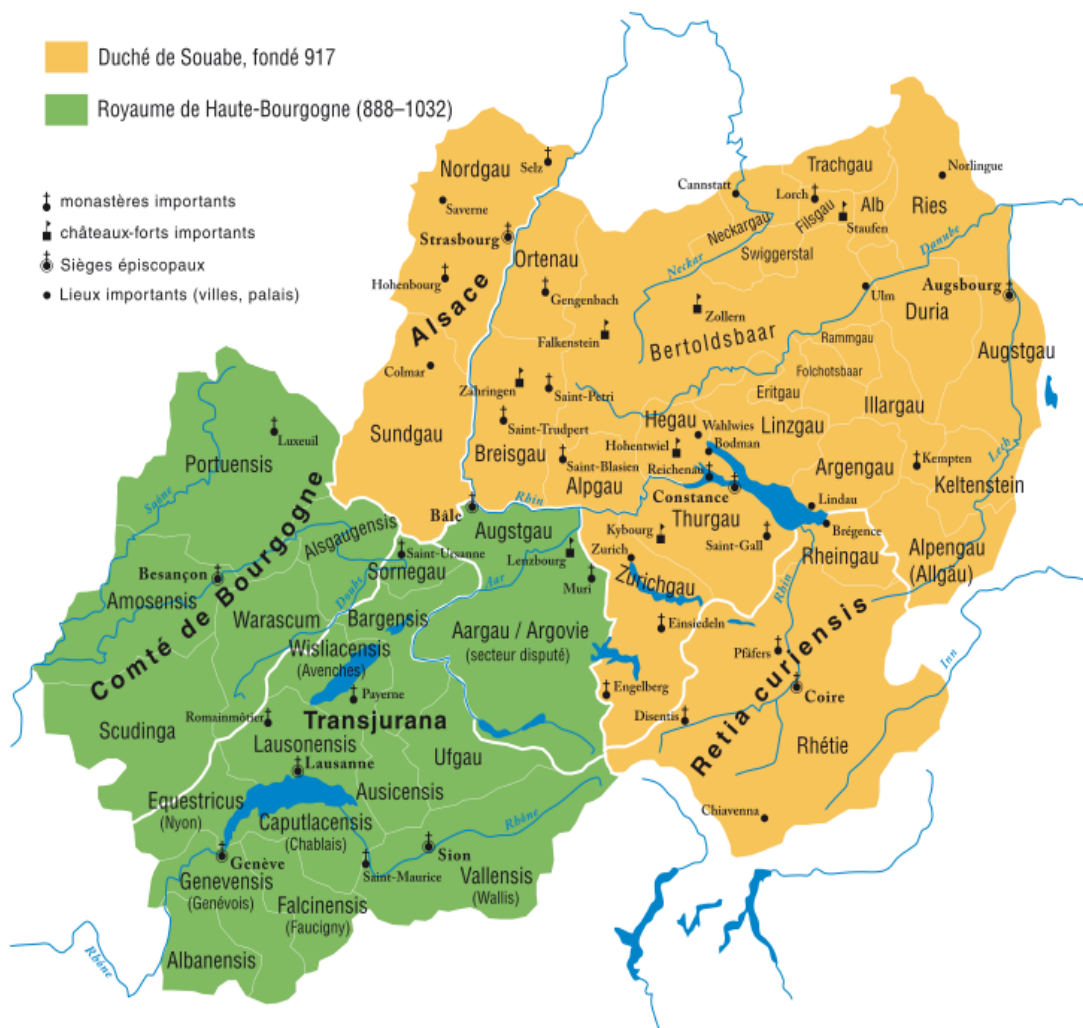 Duché de Souabe, fondé 917
Royaume de Haute-Bourgogne (888–1032)
monastères importants
châteaux-forts importants
Sièges épiscopaux
Lieux importants (villes, palais)
Nordgau
Selz
Saverne
Strasbourg
Hohenbourg
Alsace
Colmar
Sundgau
Ortenau
Gengenbach
Falkenstein
Zähringen
Saint-Petri
Saint-Trudpert
Breisgau
Saint-Blasien
Alpgau
Rhin
Cannstatt
Neckargau
Neckar
Trachgau
Lorch
Filsgau
Alb
Staufen
Swiggerstal
Norlingue
Ries
Danube
Ulm
Augsbourg
Duria
Zollern
Bertoldsbaar
Rammgau
Folchotsbaar
Eritgau
Augstgau
Illargau
Hegau
Wahlwies
Bodman
Linzgau
Hohentwiel
Reichenau
Constance
Argengau
Kempten
Lech
Keltenstein
Lindau
Brégence
Thurgau
Kybourg
Zurich
Saint-Gall
Rheingau
Alpengau
(Allgäu)
Zürichgau
Rhin
Einsiedeln
Pfäfers
Retia curiensis
Inn
Engelberg
Disentis
Coire
Rhétie
Chiavenna
Luxeuil
Portuensis
Saône
Comté de Bourgogne
Bâle
Augstgau
Alsgaugensis
Saint-Ursanne
Sornegau
Lenzbourg
Aar
Muri
Besançon
Amosensis
Doubs
Warascum
Bargensis
Wisliacensis
(Avenches)
Aargau / Argovie
(secteur disputé)
Payerne
Romainmôtier
Transjurana
Scudinga
Lausonensis
Lausanne
Ufgau
Equestricus
(Nyon)
Ausicensis
Caputlacensis
(Chablais)
Rhône
Genève
Sion
Saint-Maurice
Genevensis
(Genévois)
Vallensis
(Wallis)
Falcinensis
(Faucigny)
Albanensis
Rhône